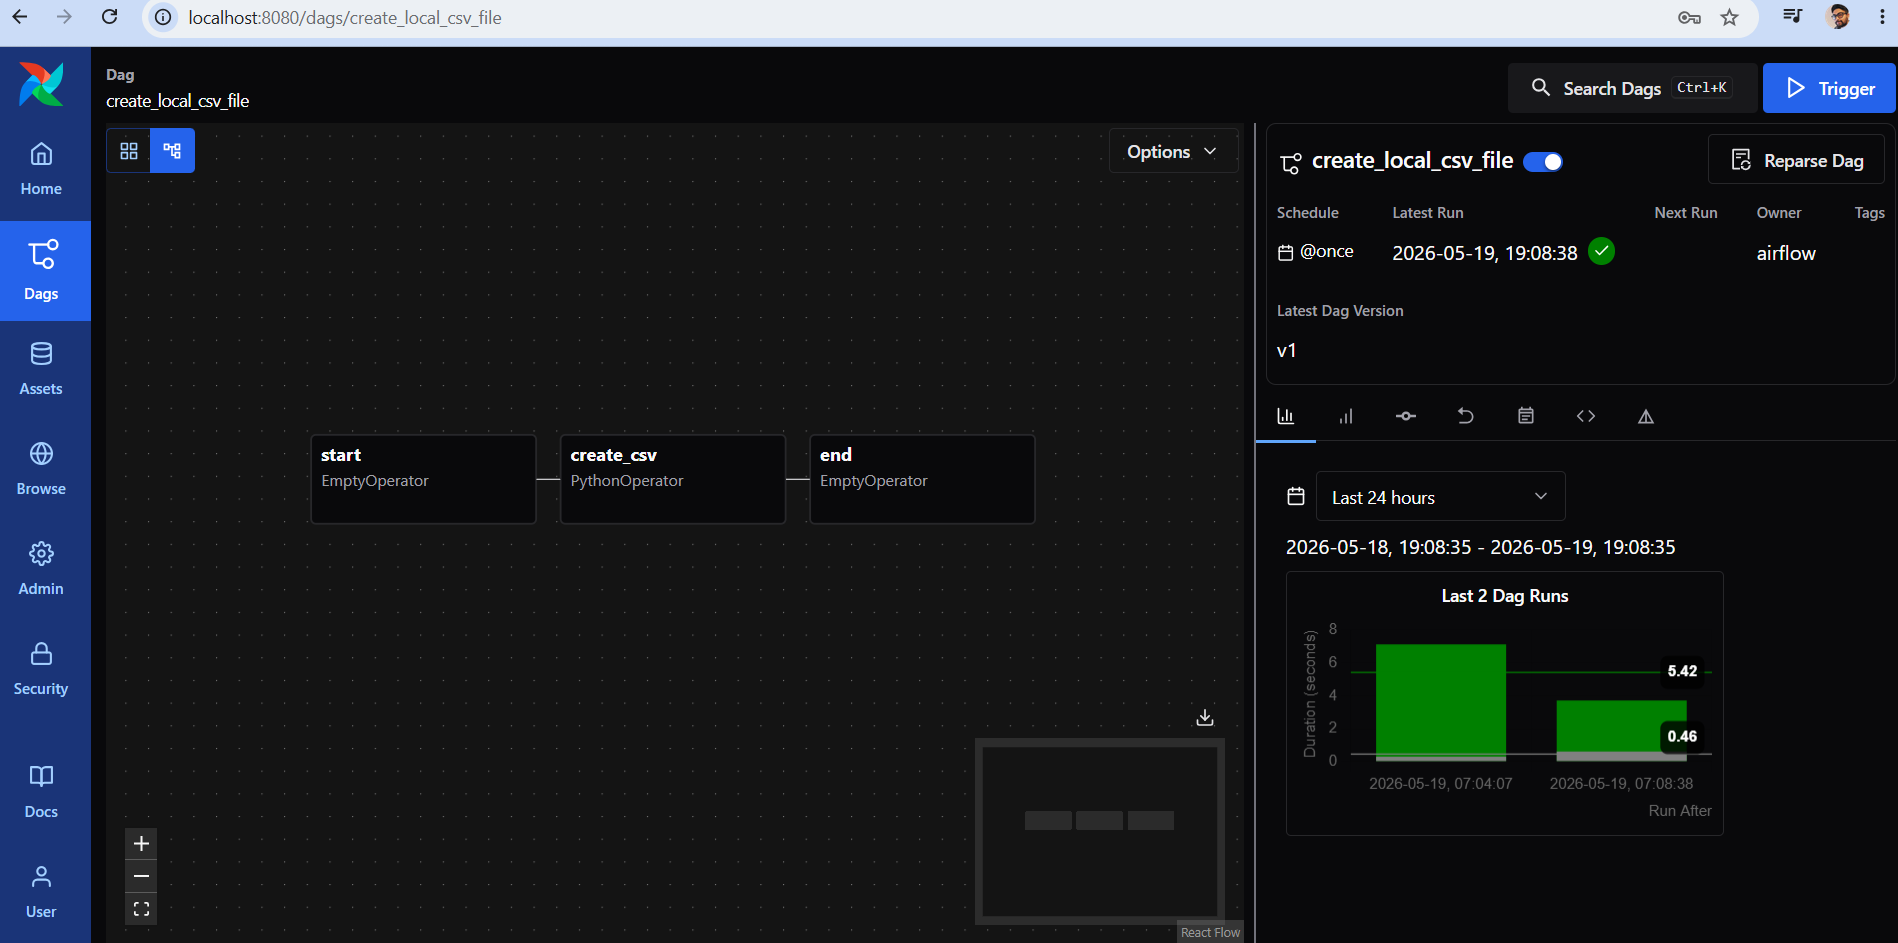 localhost:8080/dags/create_local_csv_file
Home
Dags
Assets
Browse
Admin
Security
Docs
User
Dag
create_local_csv_file
Search Dags Ctrl+K
Trigger
Options
start
EmptyOperator
create_csv
PythonOperator
end
EmptyOperator
React Flow
create_local_csv_file
Reparse Dag
Schedule Latest Run Next Run Owner Tags
@once 2026-05-19, 19:08:38 airflow
Latest Dag Version
v1
Last 24 hours
2026-05-18, 19:08:35 - 2026-05-19, 19:08:35
Last 2 Dag Runs
Duration (seconds)
8
6
4
2
0
5.42
0.46
2026-05-19, 07:04:07 2026-05-19, 07:08:38
Run After